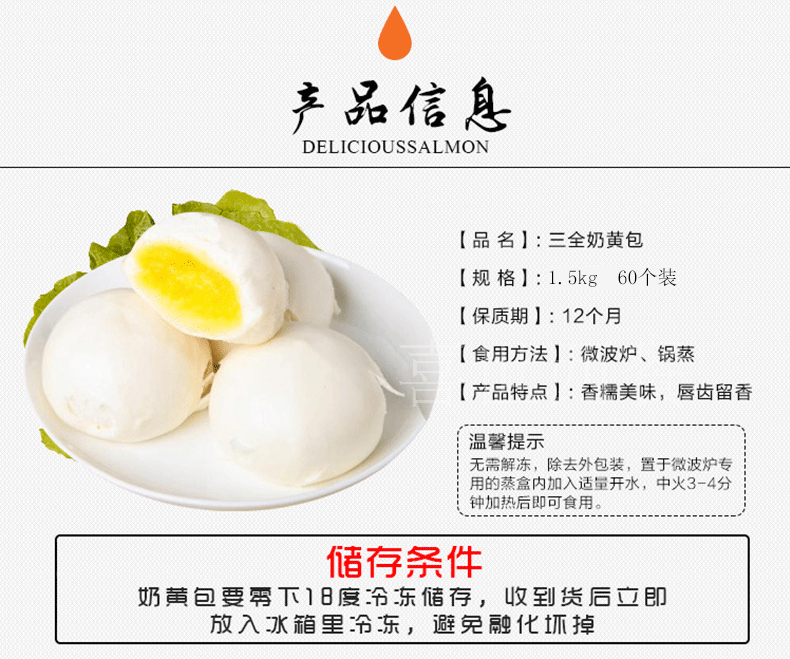 产品信息
DELICIOUSSALMON
【品 名】: 三全奶黄包
【规 格】: 1.5kg 60个装
【保质期】: 12个月
【食用方法】: 微波炉、锅蒸
【产品特点】: 香糯美味，唇齿留香
温馨提示
无需解冻，除去外包装，置于微波炉专
用的蒸盒内加入适量开水，中火3-4分
钟加热后即可食用。
储存条件
奶黄包要零下18度冷冻储存，收到货后立即
放入冰箱里冷冻，避免融化坏掉